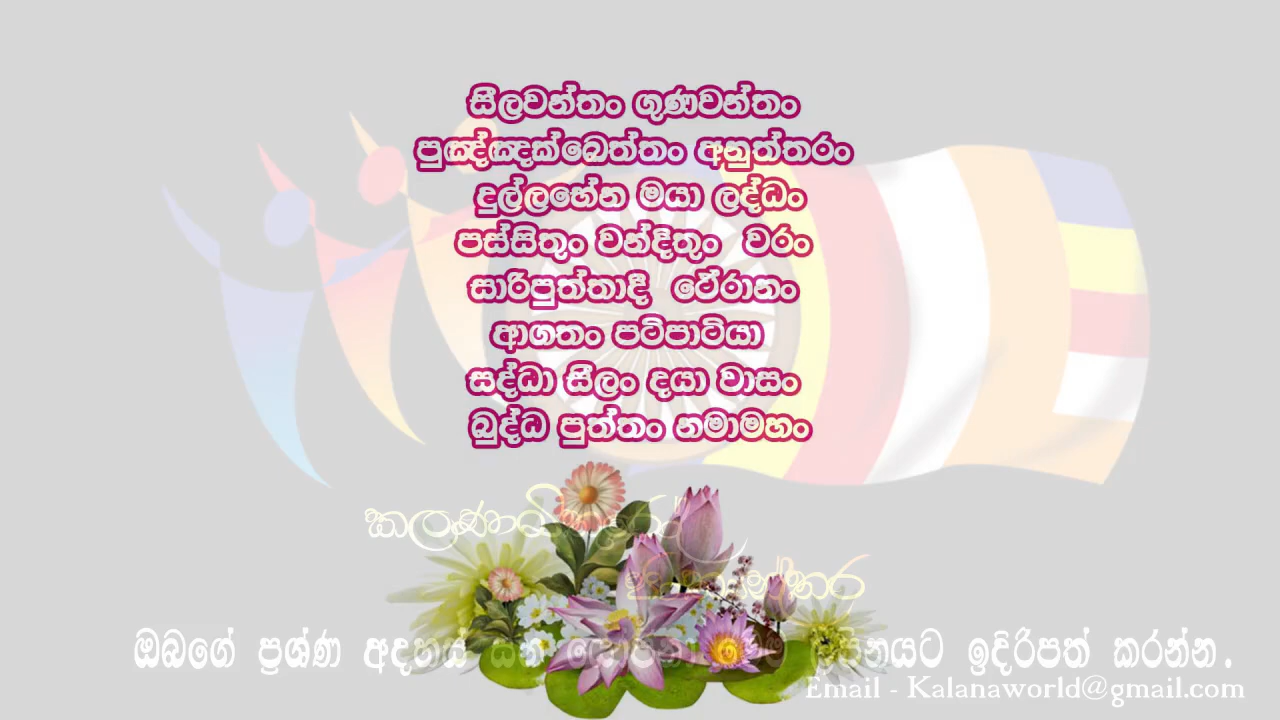 සීලවන්තං ගුණවන්තං
පුඤ්ඤක්ඛෙත්තං අනුත්තරං
දුල්ලභේන මයා ලද්ධං
පස්සිතුං වන්දිතුං වරං
සාරිපුත්තාදී ථේරානං
ආගතං පටිපාටියා
සද්ධා සීලං දයා වාසං
බුද්ධ පුත්තං නමාමහං
ඔබගේ ප්‍රශ්ණ අදහස් ඉදිරිපත් කරන්න.
Email - Kalanaworld@gmail.com